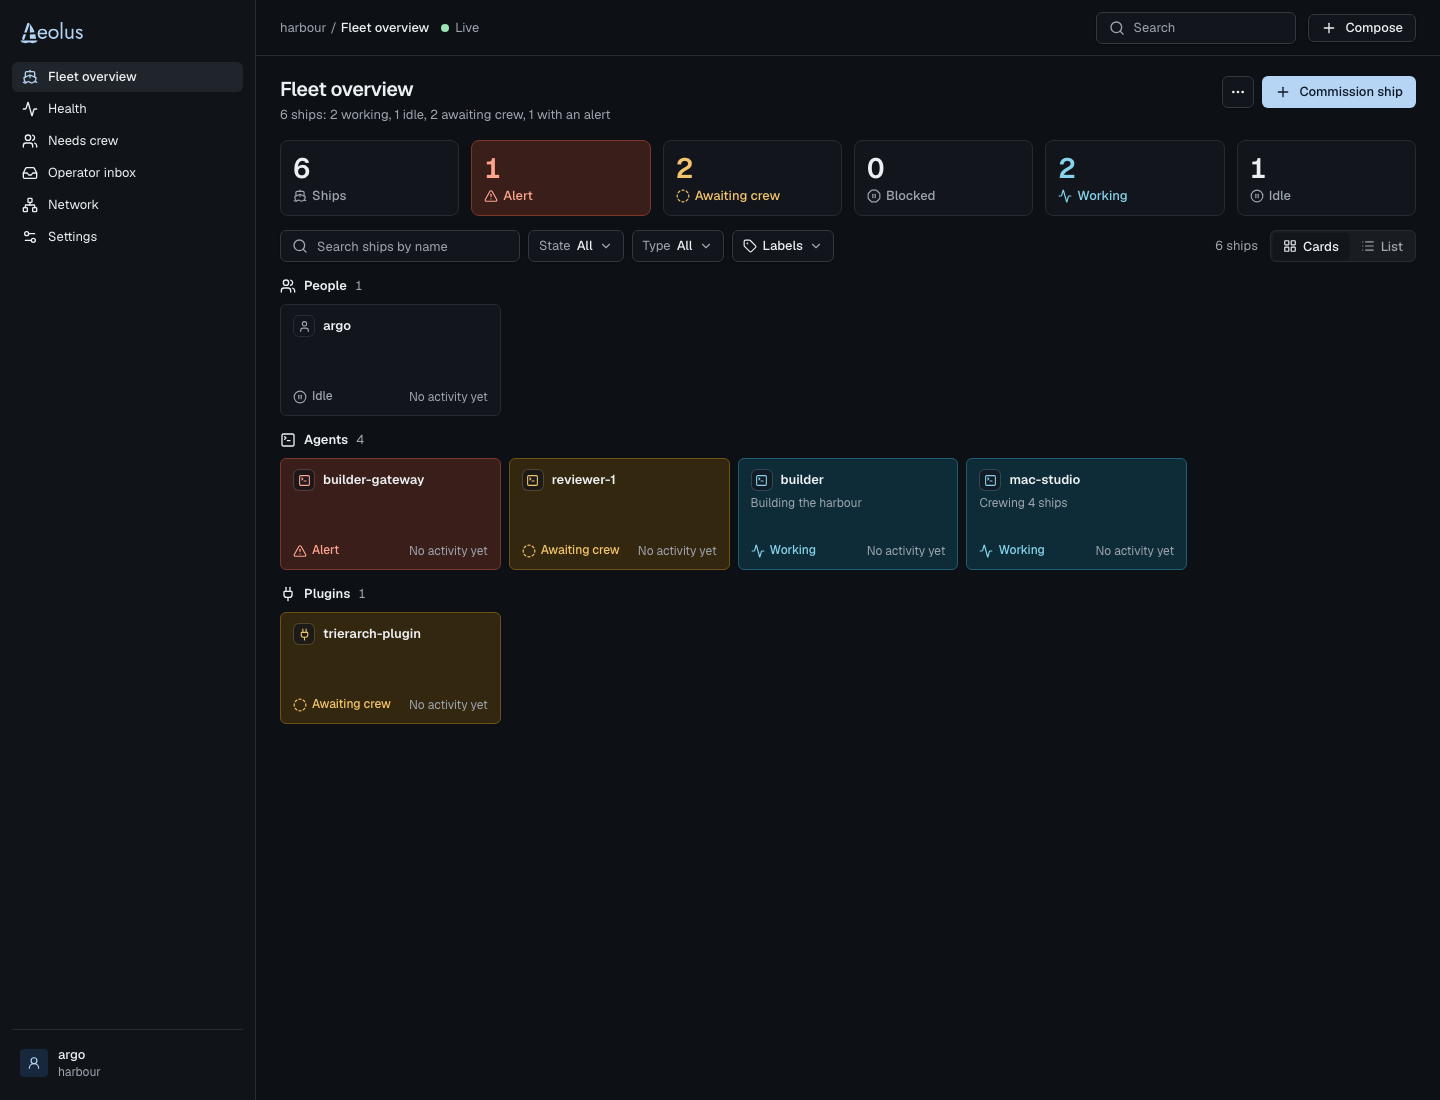 Aeolus
Fleet overview
Health
Needs crew
Operator inbox
Network
Settings
argo
harbour
harbour / Fleet overview Live
Search
Compose
Fleet overview
6 ships: 2 working, 1 idle, 2 awaiting crew, 1 with an alert
Commission ship
6
Ships
1
Alert
2
Awaiting crew
0
Blocked
2
Working
1
Idle
Search ships by name
State All
Type All
Labels
6 ships
Cards
List
People 1
argo
Idle No activity yet
Agents 4
builder-gateway
Alert No activity yet
reviewer-1
Awaiting crew No activity yet
builder
Building the harbour
Working No activity yet
mac-studio
Crewing 4 ships
Working No activity yet
Plugins 1
trierarch-plugin
Awaiting crew No activity yet